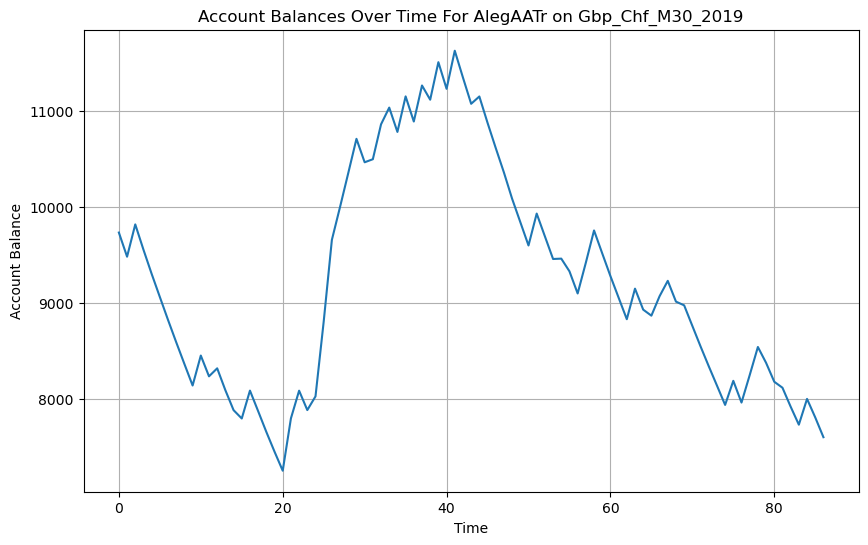 Account Balances Over Time For AlegAATr on Gbp_Chf_M30_2019
Account Balance
11000
10000
9000
8000
0 20 40 60 80
Time